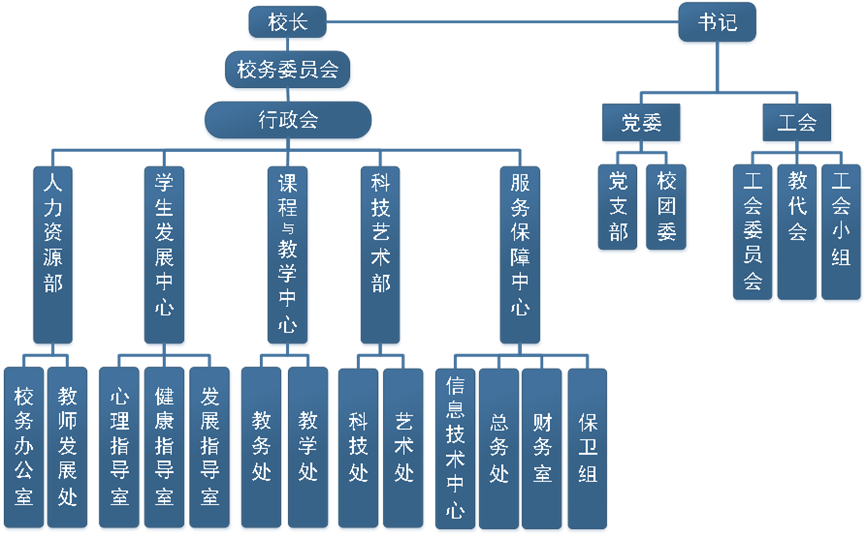 校长
书记
校务委员会
行政会
党委
工会
党支部
校团委
工会委员会
教代会
工会小组
人力资源部
学生发展中心
课程与教学中心
科技艺术部
服务保障中心
校务办公室
教师发展处
心理指导室
健康指导室
发展指导室
教务处
教学处
科技处
艺术处
信息技术中心
总务处
财务室
保卫组